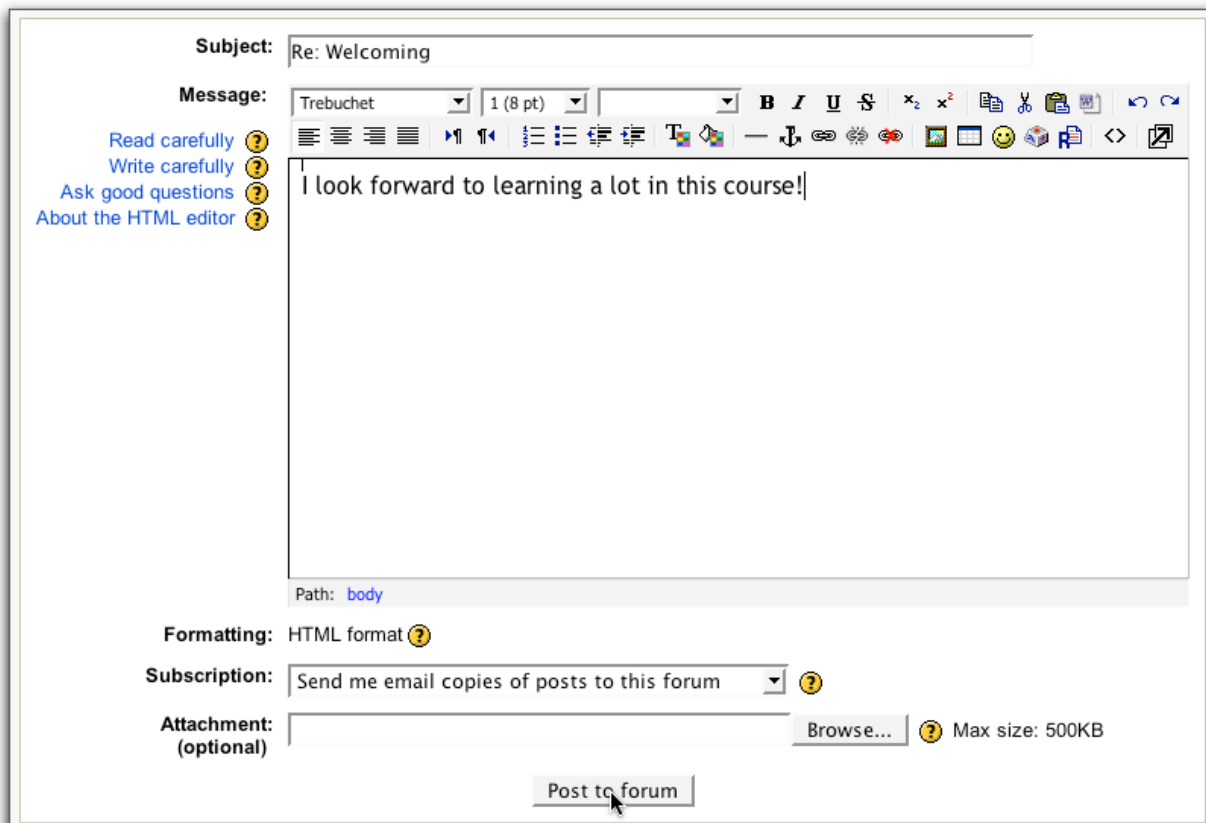 Subject: Re: Welcoming
Message: Trebuchet 1 (8 pt) B I U S x₂ x²
Read carefully ?
Write carefully ?
Ask good questions ?
About the HTML editor ?
I look forward to learning a lot in this course!
Path: body
Formatting: HTML format ?
Subscription: Send me email copies of posts to this forum ?
Attachment: Browse... ? Max size: 500KB
(optional)
Post to forum